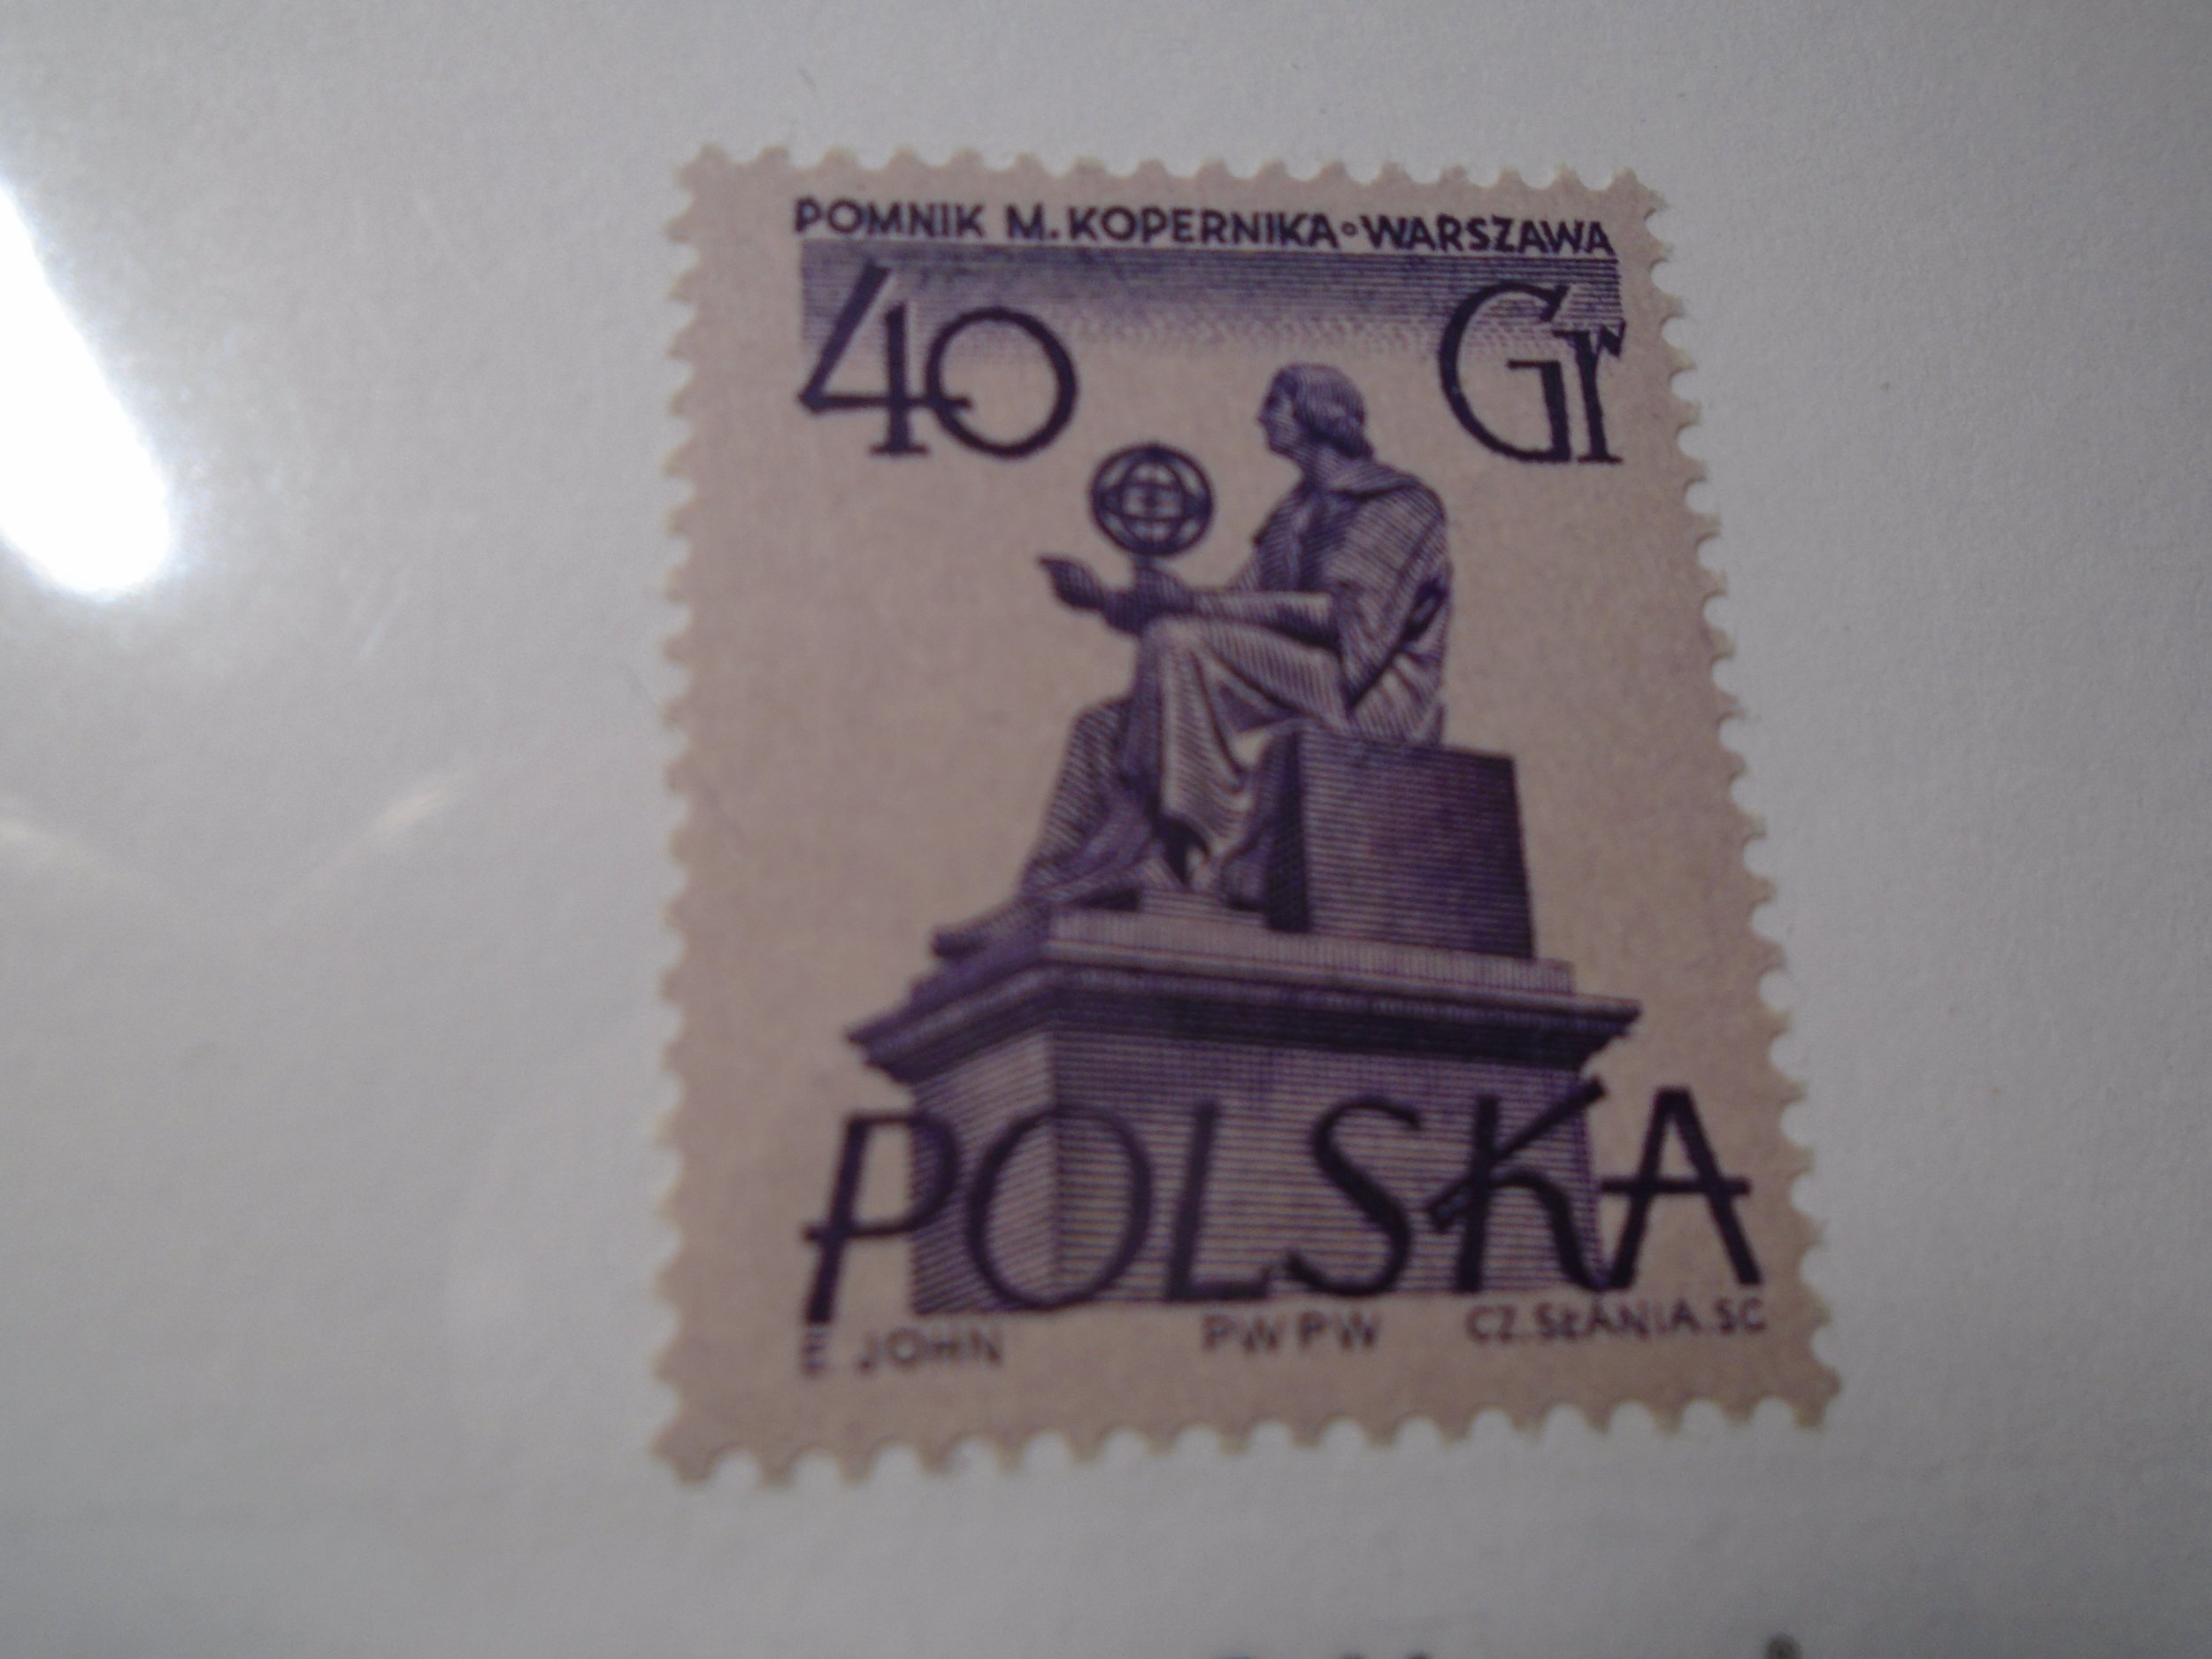 POMNIK M. KOPERNIKA•WARSZAWA
40 Gr
POLSKA
E. JOHN PWPW CZ. SŁANIA. SC